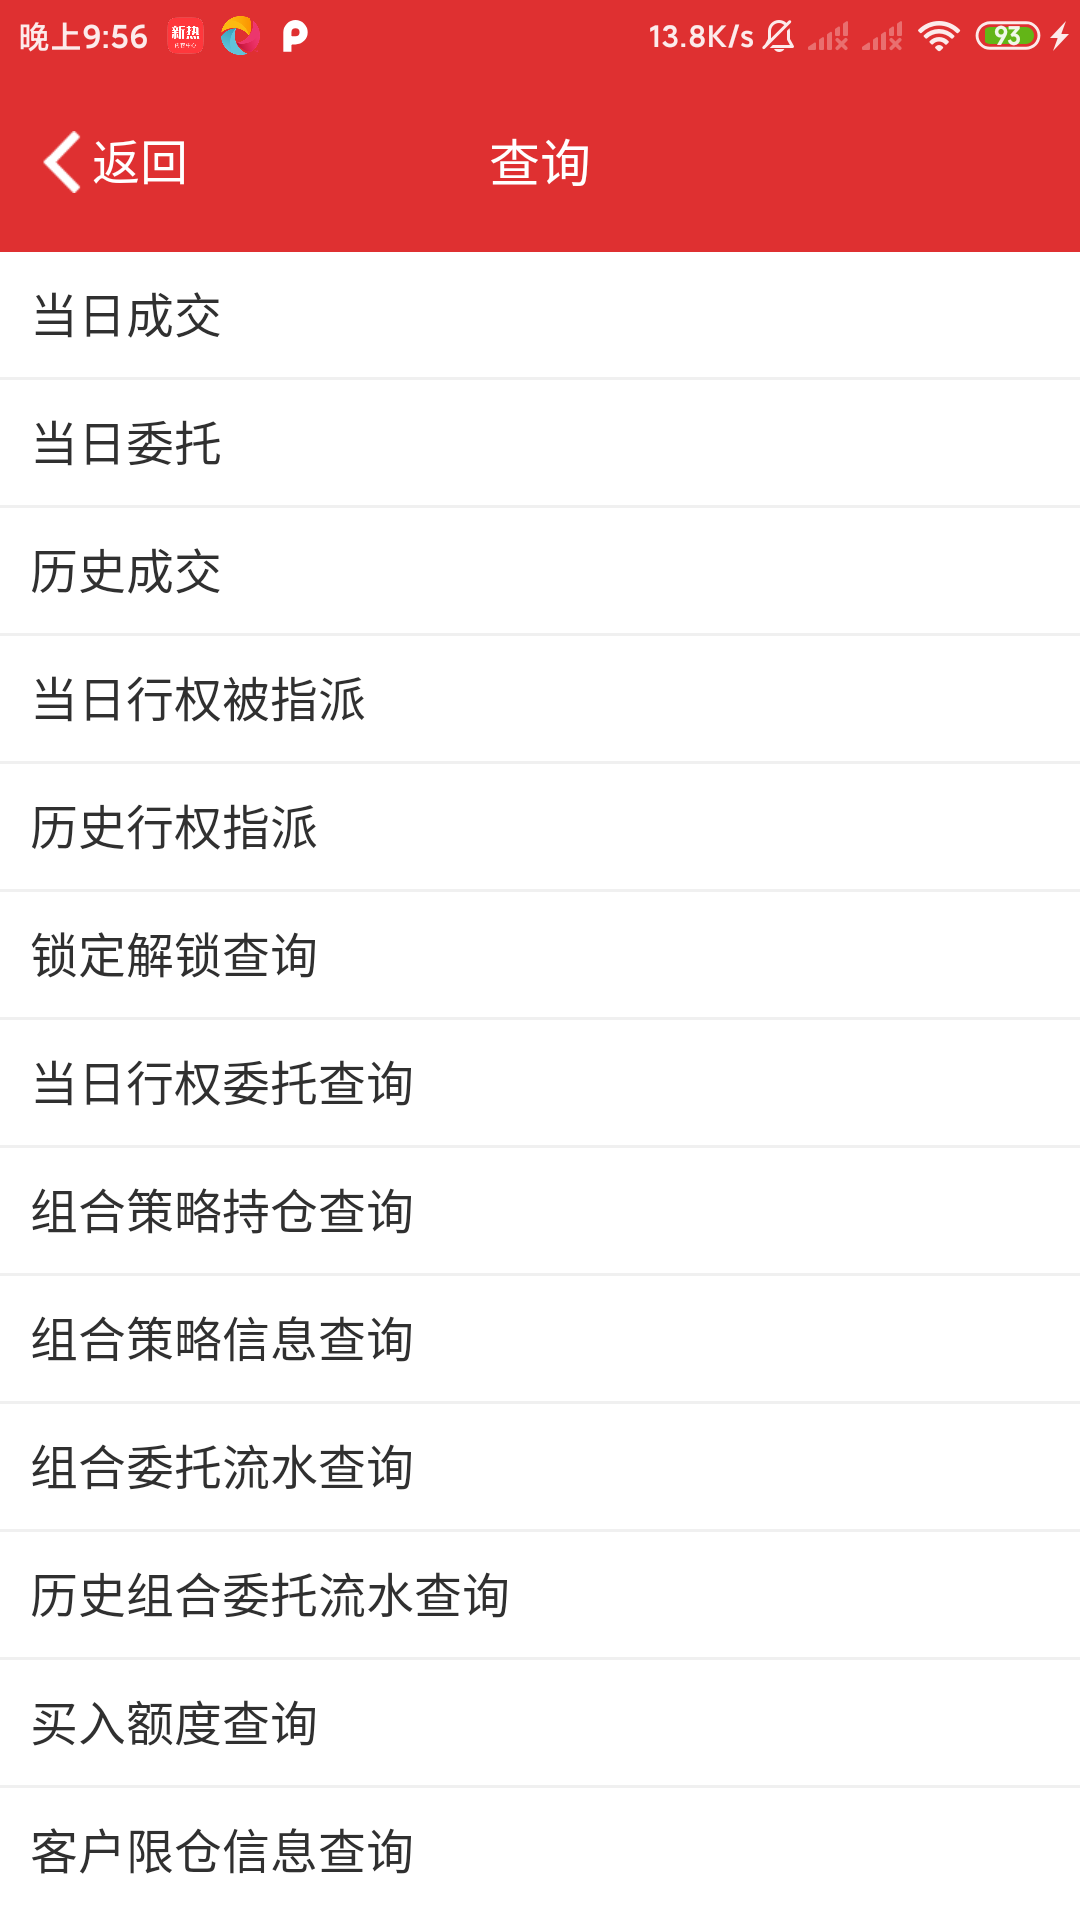 晚上9:56 新热 13.8K/s 93
返回 查询
当日成交
当日委托
历史成交
当日行权被指派
历史行权指派
锁定解锁查询
当日行权委托查询
组合策略持仓查询
组合策略信息查询
组合委托流水查询
历史组合委托流水查询
买入额度查询
客户限仓信息查询